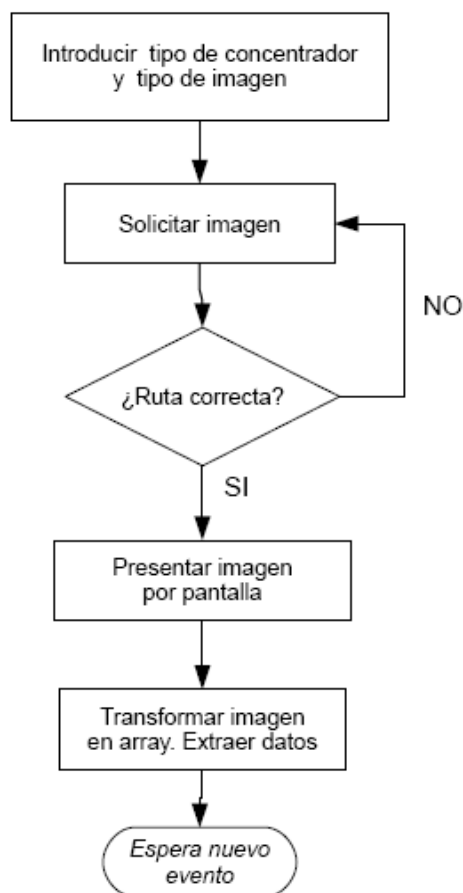 Introducir tipo de concentrador
y tipo de imagen
Solicitar imagen
NO
¿Ruta correcta?
SI
Presentar imagen
por pantalla
Transformar imagen
en array. Extraer datos
Espera nuevo
evento